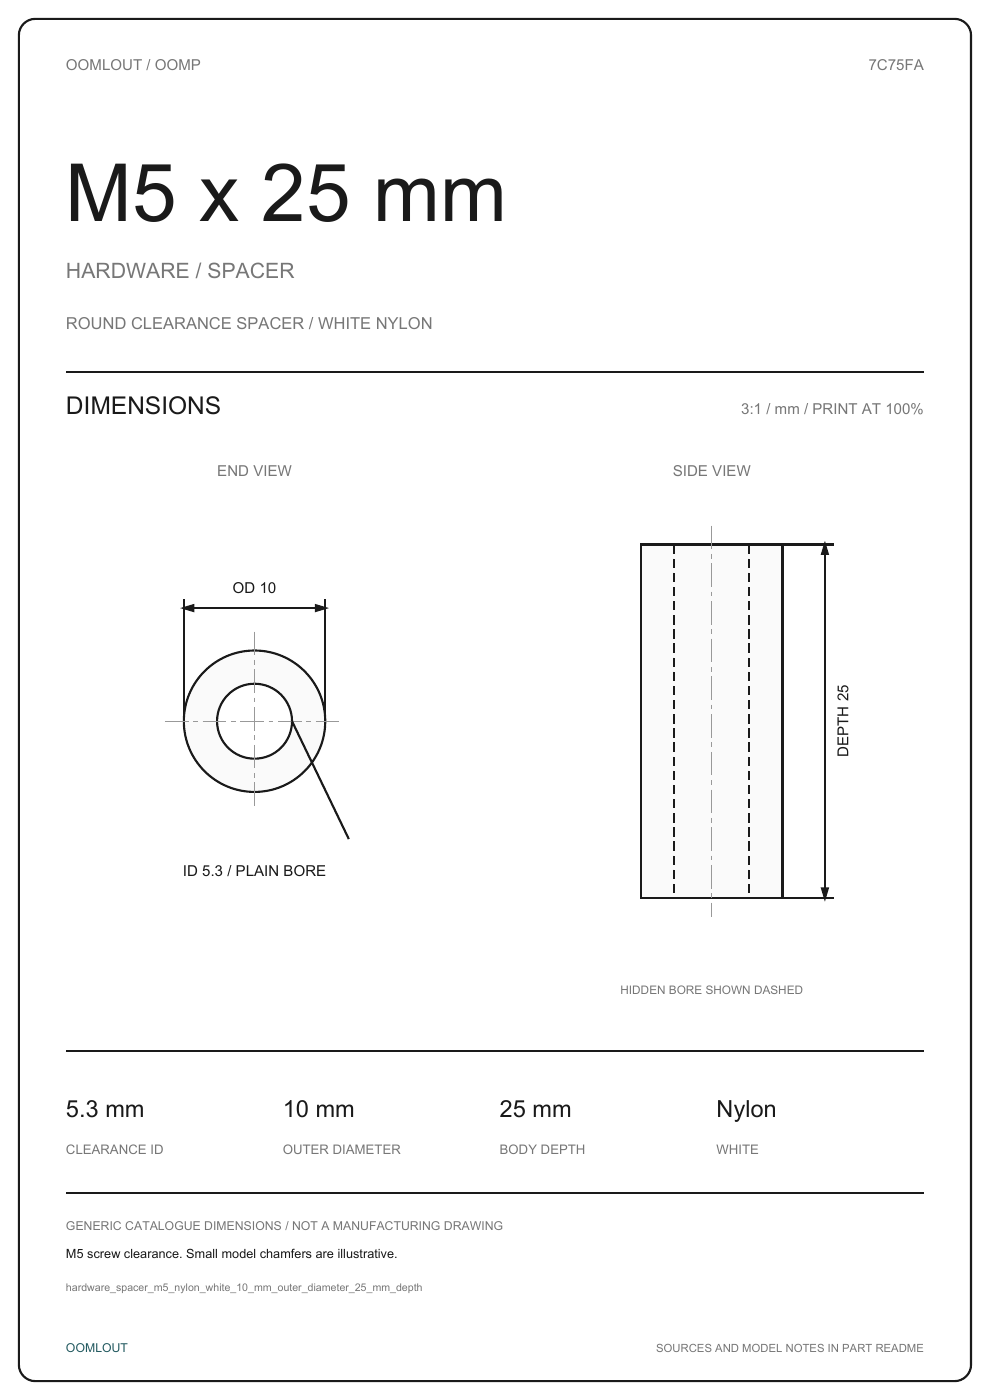 OOMLOUT / OOMP
7C75FA
M5 x 25 mm
HARDWARE / SPACER
ROUND CLEARANCE SPACER / WHITE NYLON
DIMENSIONS
3:1 / mm / PRINT AT 100%
END VIEW
SIDE VIEW
OD 10
DEPTH 25
ID 5.3 / PLAIN BORE
HIDDEN BORE SHOWN DASHED
5.3 mm
10 mm
25 mm
Nylon
CLEARANCE ID
OUTER DIAMETER
BODY DEPTH
WHITE
GENERIC CATALOGUE DIMENSIONS / NOT A MANUFACTURING DRAWING
M5 screw clearance. Small model chamfers are illustrative.
hardware_spacer_m5_nylon_white_10_mm_outer_diameter_25_mm_depth
OOMLOUT
SOURCES AND MODEL NOTES IN PART README